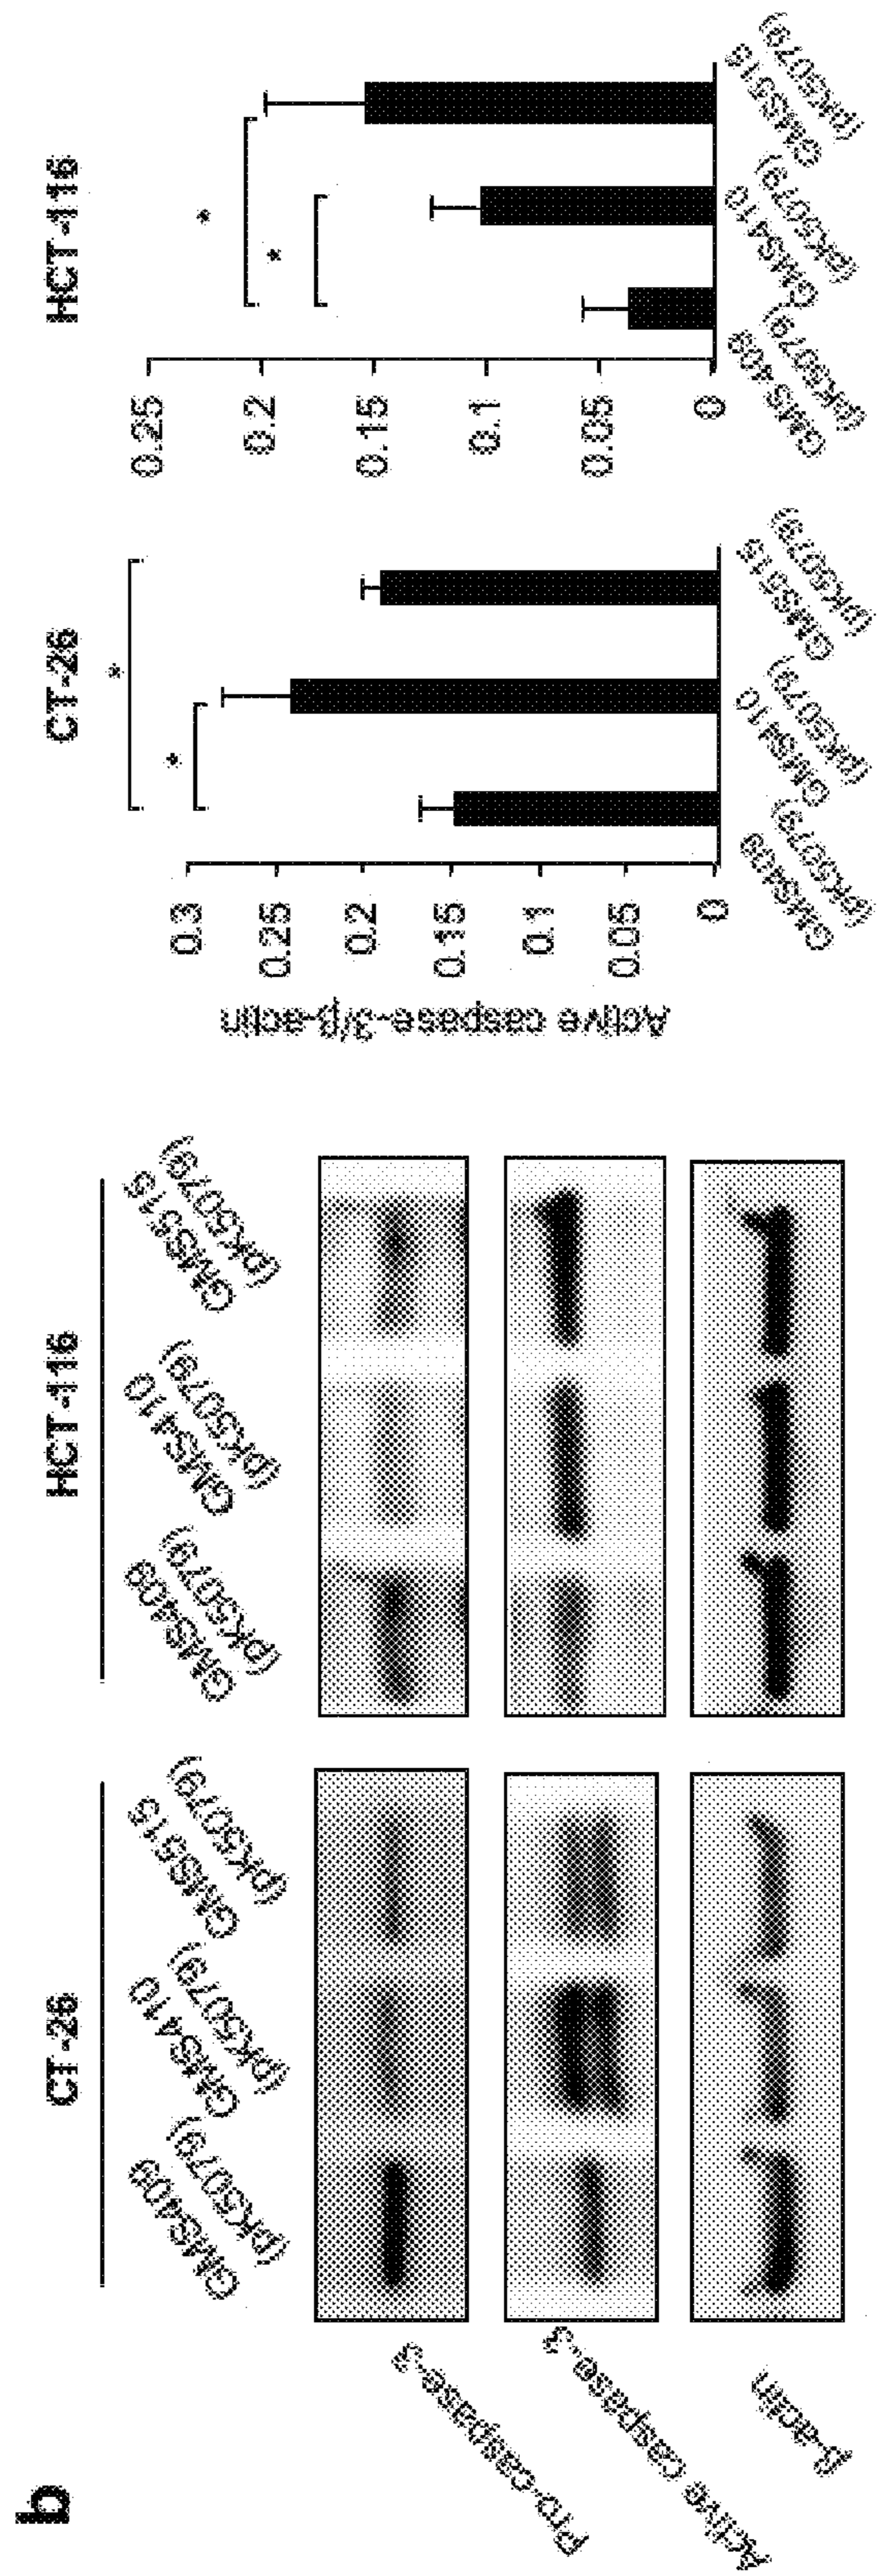 b
CT-26
HCT-116
GMS409
(pK5079)
GMS410
(pK5079)
GMS515
(pK5079)
GMS409
(pK5079)
GMS410
(pK5079)
GMS515
(pK5079)
Pro-caspase-3
Active caspase-3
β-actin
Active caspase-3/β-actin
CT-26
*
*
0.3
0.25
0.2
0.15
0.1
0.05
0
GMS409
(pK5079)
GMS410
(pK5079)
GMS515
(pK5079)
HCT-116
*
*
0.25
0.2
0.15
0.1
0.05
0
GMS409
(pK5079)
GMS410
(pK5079)
GMS515
(pK5079)